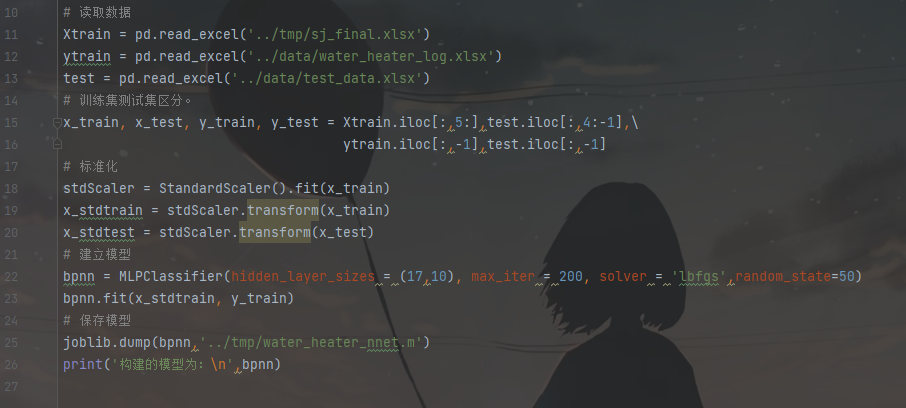 10 # 读取数据
11 Xtrain = pd.read_excel('../tmp/sj_final.xlsx')
12 ytrain = pd.read_excel('../data/water_heater_log.xlsx')
13 test = pd.read_excel('../data/test_data.xlsx')
14 # 训练集测试集区分。
15 x_train, x_test, y_train, y_test = Xtrain.iloc[:,5:],test.iloc[:,4:-1],\
16 ytrain.iloc[:,-1],test.iloc[:,-1]
17 # 标准化
18 stdScaler = StandardScaler().fit(x_train)
19 x_stdtrain = stdScaler.transform(x_train)
20 x_stdtest = stdScaler.transform(x_test)
21 # 建立模型
22 bpnn = MLPClassifier(hidden_layer_sizes = (17,10), max_iter = 200, solver = 'lbfgs',random_state=50)
23 bpnn.fit(x_stdtrain, y_train)
24 # 保存模型
25 joblib.dump(bpnn,'../tmp/water_heater_nnet.m')
26 print('构建的模型为：\n',bpnn)
27